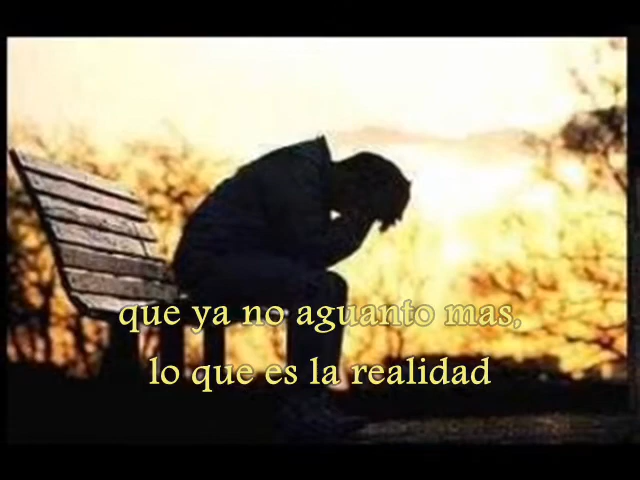 que ya no aguanto mas,
lo que es la realidad